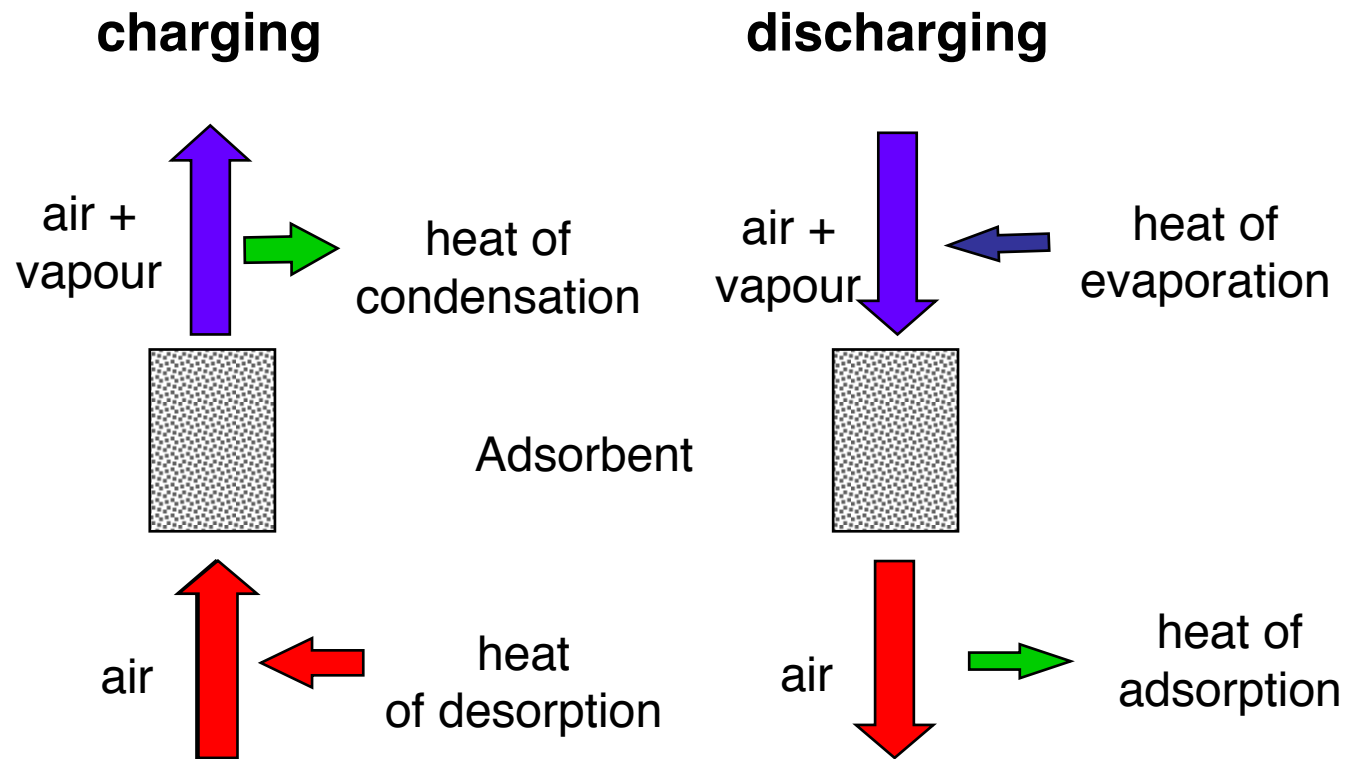 charging
discharging
air +
vapour
heat of
condensation
air +
vapour
heat of
evaporation
Adsorbent
air
heat
of desorption
air
heat of
adsorption